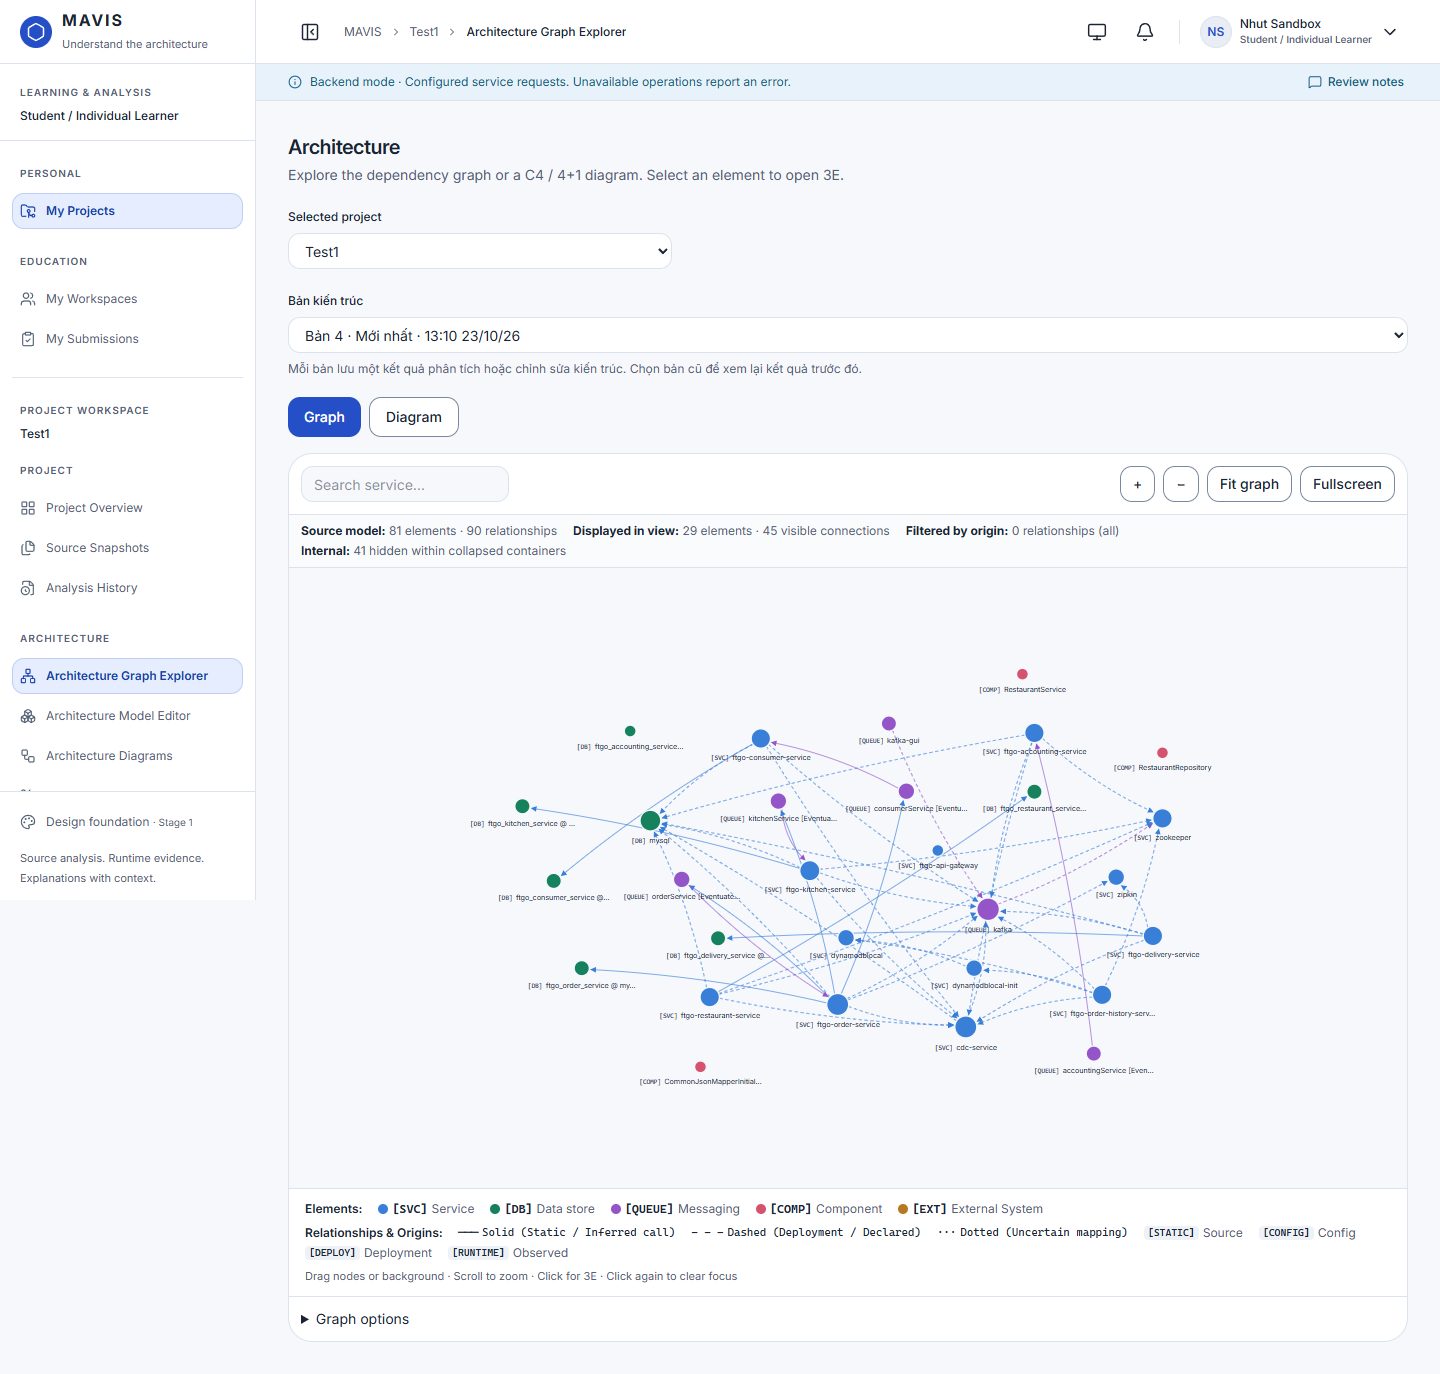 MAVIS
Understand the architecture
MAVIS > Test1 > Architecture Graph Explorer
NS
Nhut Sandbox
Student / Individual Learner
Backend mode · Configured service requests. Unavailable operations report an error.
Review notes
LEARNING & ANALYSIS
Student / Individual Learner
PERSONAL
My Projects
EDUCATION
My Workspaces
My Submissions
PROJECT WORKSPACE
Test1
PROJECT
Project Overview
Source Snapshots
Analysis History
ARCHITECTURE
Architecture Graph Explorer
Architecture Model Editor
Architecture Diagrams
Design foundation · Stage 1
Source analysis. Runtime evidence.
Explanations with context.
Architecture
Explore the dependency graph or a C4 / 4+1 diagram. Select an element to open 3E.
Selected project
Test1
Bản kiến trúc
Bản 4 · Mới nhất · 13:10 23/10/26
Mỗi bản lưu một kết quả phân tích hoặc chỉnh sửa kiến trúc. Chọn bản cũ để xem lại kết quả trước đó.
Graph
Diagram
Search service...
+
−
Fit graph
Fullscreen
Source model: 81 elements · 90 relationships Displayed in view: 29 elements · 45 visible connections Filtered by origin: 0 relationships (all)
Internal: 41 hidden within collapsed containers
[COMP] RestaurantService
[QUEUE] kafka-gui
[DB] ftgo_accounting_service...
[SVC] ftgo-consumer-service
[SVC] ftgo-accounting-service
[COMP] RestaurantRepository
[QUEUE] consumerService [Eventu...
[DB] ftgo_restaurant_service...
[QUEUE] kitchenService [Eventua...
[DB] ftgo_kitchen_service @ ...
[DB] mysql
[SVC] zookeeper
[SVC] ftgo-api-gateway
[SVC] ftgo-kitchen-service
[SVC] zipkin
[DB] ftgo_consumer_service @...
[QUEUE] orderService [Eventuate...
[QUEUE] kafka
[DB] ftgo_delivery_service @...
[SVC] dynamodblocal
[SVC] ftgo-delivery-service
[DB] ftgo_order_service @ my...
[SVC] dynamodblocal-init
[SVC] ftgo-restaurant-service
[SVC] ftgo-order-service
[SVC] ftgo-order-history-serv...
[SVC] cdc-service
[QUEUE] accountingService [Even...
[COMP] CommonJsonMapperInitial...
Elements: [SVC] Service [DB] Data store [QUEUE] Messaging [COMP] Component [EXT] External System
Relationships & Origins: Solid (Static / Inferred call) Dashed (Deployment / Declared) Dotted (Uncertain mapping) [STATIC] Source [CONFIG] Config
[DEPLOY] Deployment [RUNTIME] Observed
Drag nodes or background · Scroll to zoom · Click for 3E · Click again to clear focus
Graph options